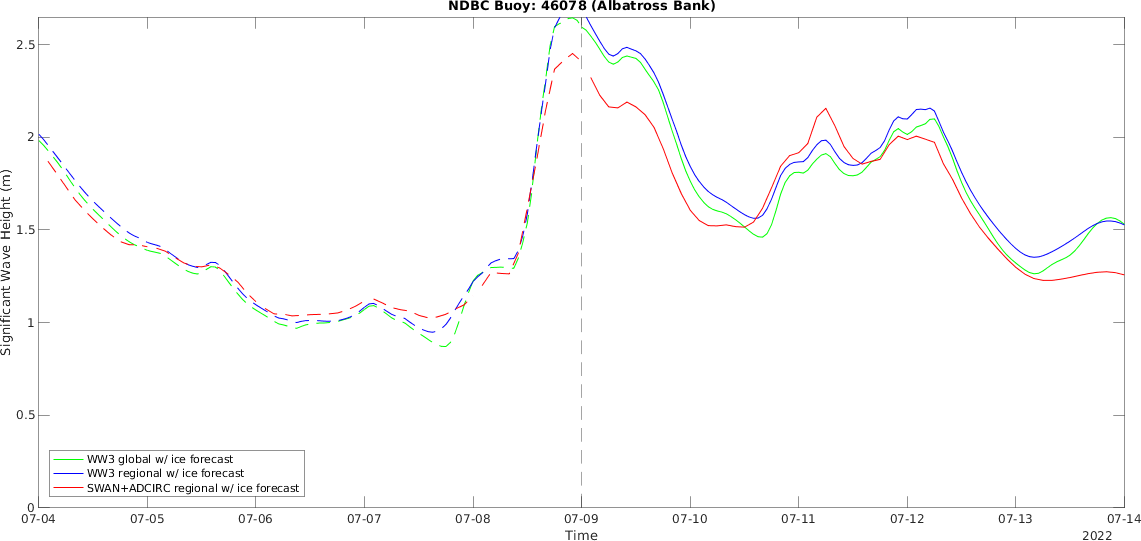 NDBC Buoy: 46078 (Albatross Bank)
2.5
2
1.5
1
0.5
0
Significant Wave Height (m)
WW3 global w/ ice forecast
WW3 regional w/ ice forecast
SWAN+ADCIRC regional w/ ice forecast
07-04 07-05 07-06 07-07 07-08 07-09 07-10 07-11 07-12 07-13 07-14
Time
2022